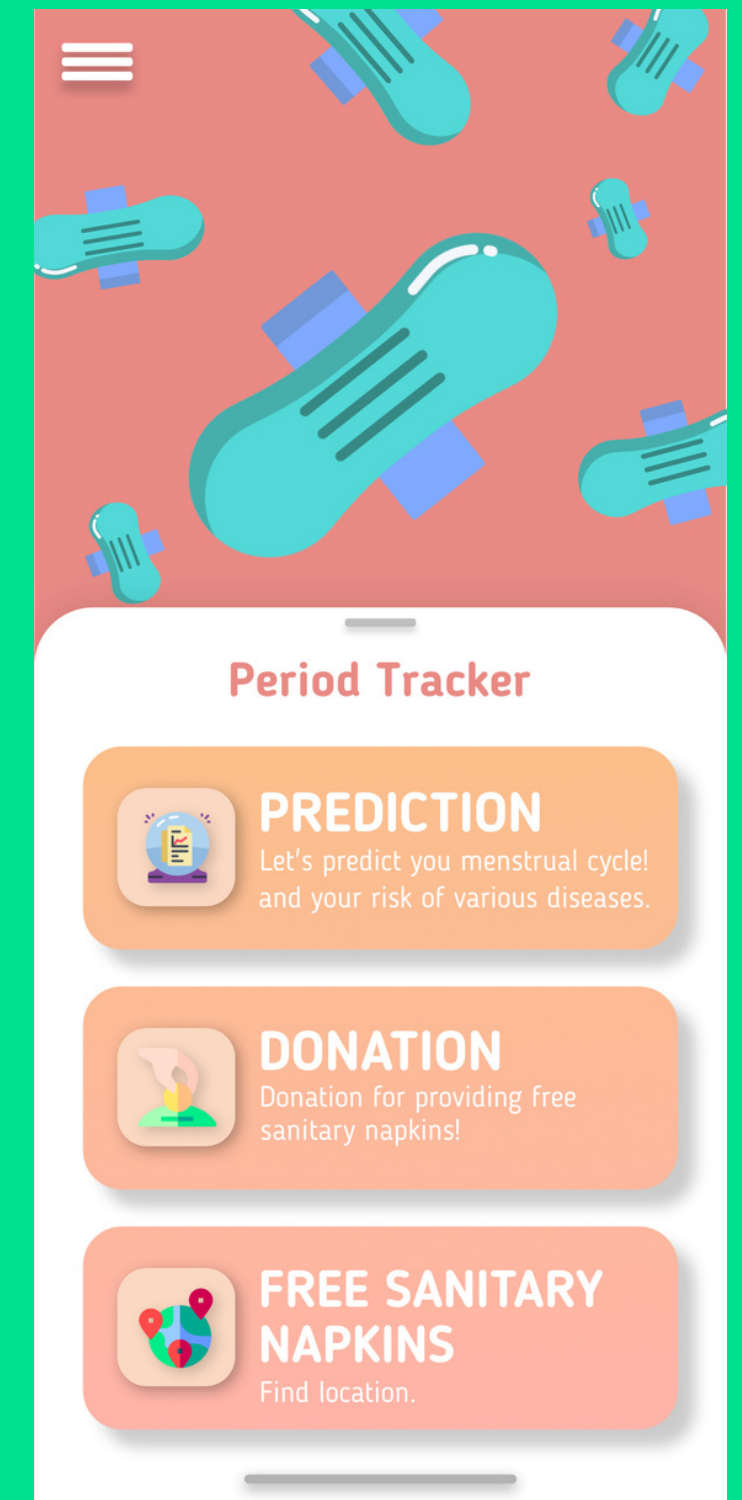 Period Tracker
PREDICTION
Let's predict you menstrual cycle!
and your risk of various diseases.
DONATION
Donation for providing free
sanitary napkins!
FREE SANITARY
NAPKINS
Find location.